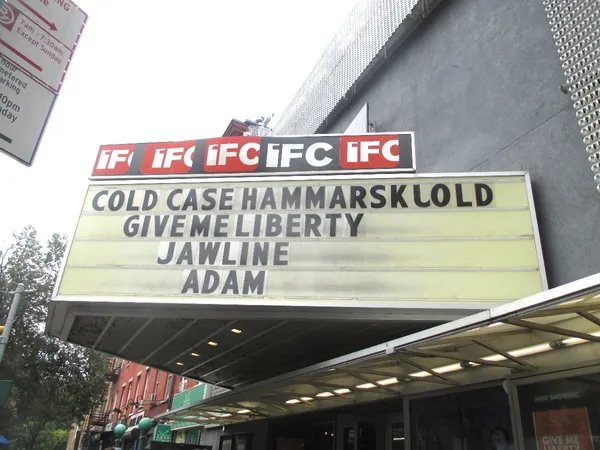 7am - 7:30am
Except Sunday
IFC IFC IFC IFC IFC
COLD CASE HAMMARSKUOLD
GIVE ME LIBERTY
JAWLINE
ADAM
NOW SHOWING
GIVE ME
LIBERTY